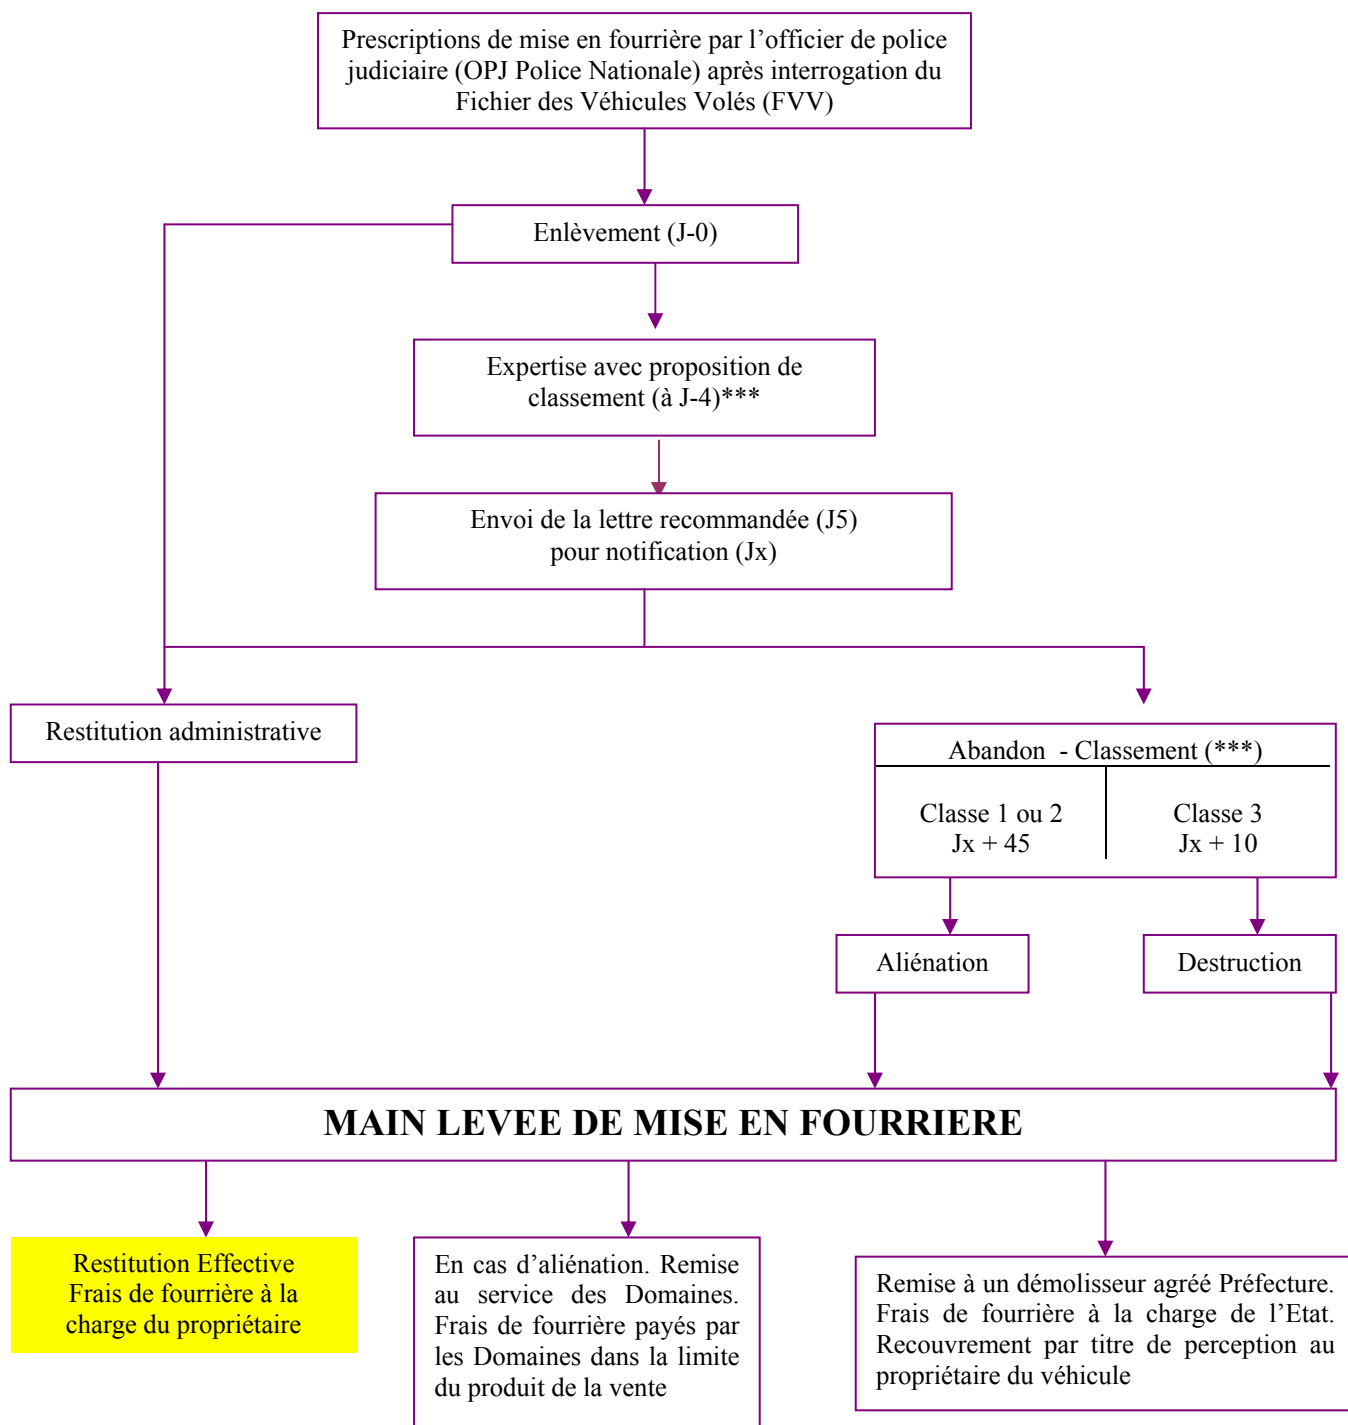 Prescriptions de mise en fourrière par l’officier de police
judiciaire (OPJ Police Nationale) après interrogation du
Fichier des Véhicules Volés (FVV)
Enlèvement (J-0)
Expertise avec proposition de
classement (à J-4)***
Envoi de la lettre recommandée (J5)
pour notification (Jx)
Restitution administrative
Abandon - Classement (***)
Classe 1 ou 2
Jx + 45
Classe 3
Jx + 10
Aliénation
Destruction
MAIN LEVEE DE MISE EN FOURRIERE
Restitution Effective
Frais de fourrière à la
charge du propriétaire
En cas d’aliénation. Remise
au service des Domaines.
Frais de fourrière payés par
les Domaines dans la limite
du produit de la vente
Remise à un démolisseur agréé Préfecture.
Frais de fourrière à la charge de l’Etat.
Recouvrement par titre de perception au
propriétaire du véhicule